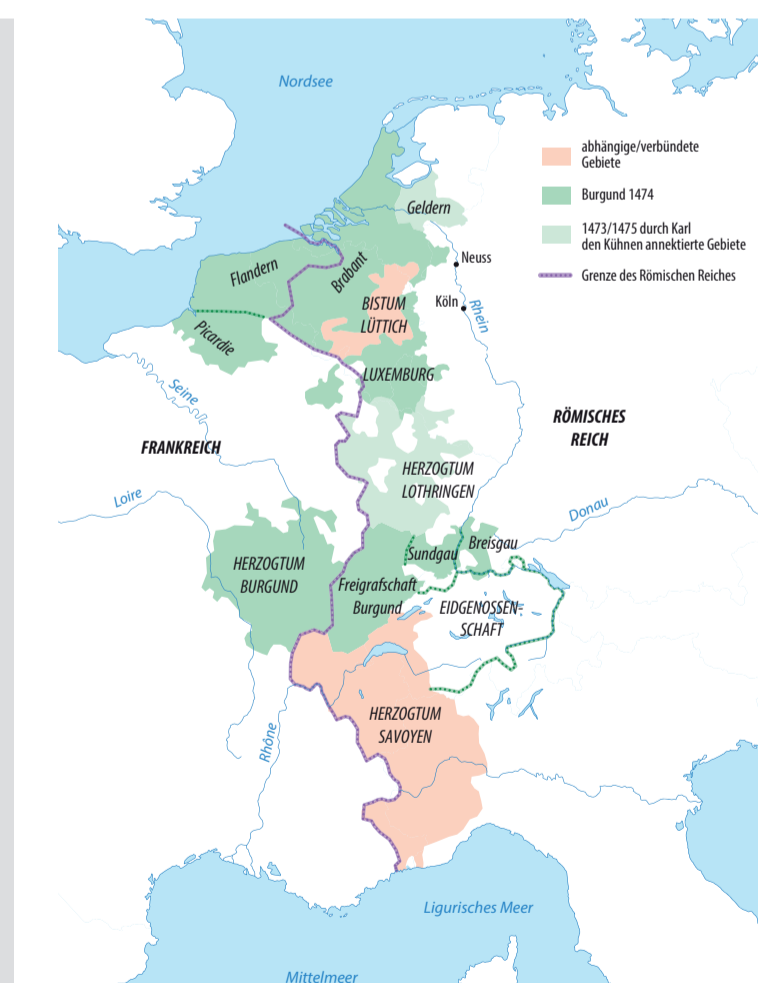 Nordsee
abhängige/verbündete
Gebiete
Burgund 1474
1473/1475 durch Karl
den Kühnen annektierte Gebiete
Grenze des Römischen Reiches
Geldern
Neuss
Flandern
Brabant
BISTUM
LÜTTICH
Köln
Rhein
Picardie
LUXEMBURG
Seine
RÖMISCHES
REICH
FRANKREICH
HERZOGTUM
LOTHRINGEN
Loire
Donau
Breisgau
Sundgau
HERZOGTUM
BURGUND
Freigrafschaft
Burgund
EIDGENOSSEN-
SCHAFT
HERZOGTUM
SAVOYEN
Rhône
Ligurisches Meer
Mittelmeer